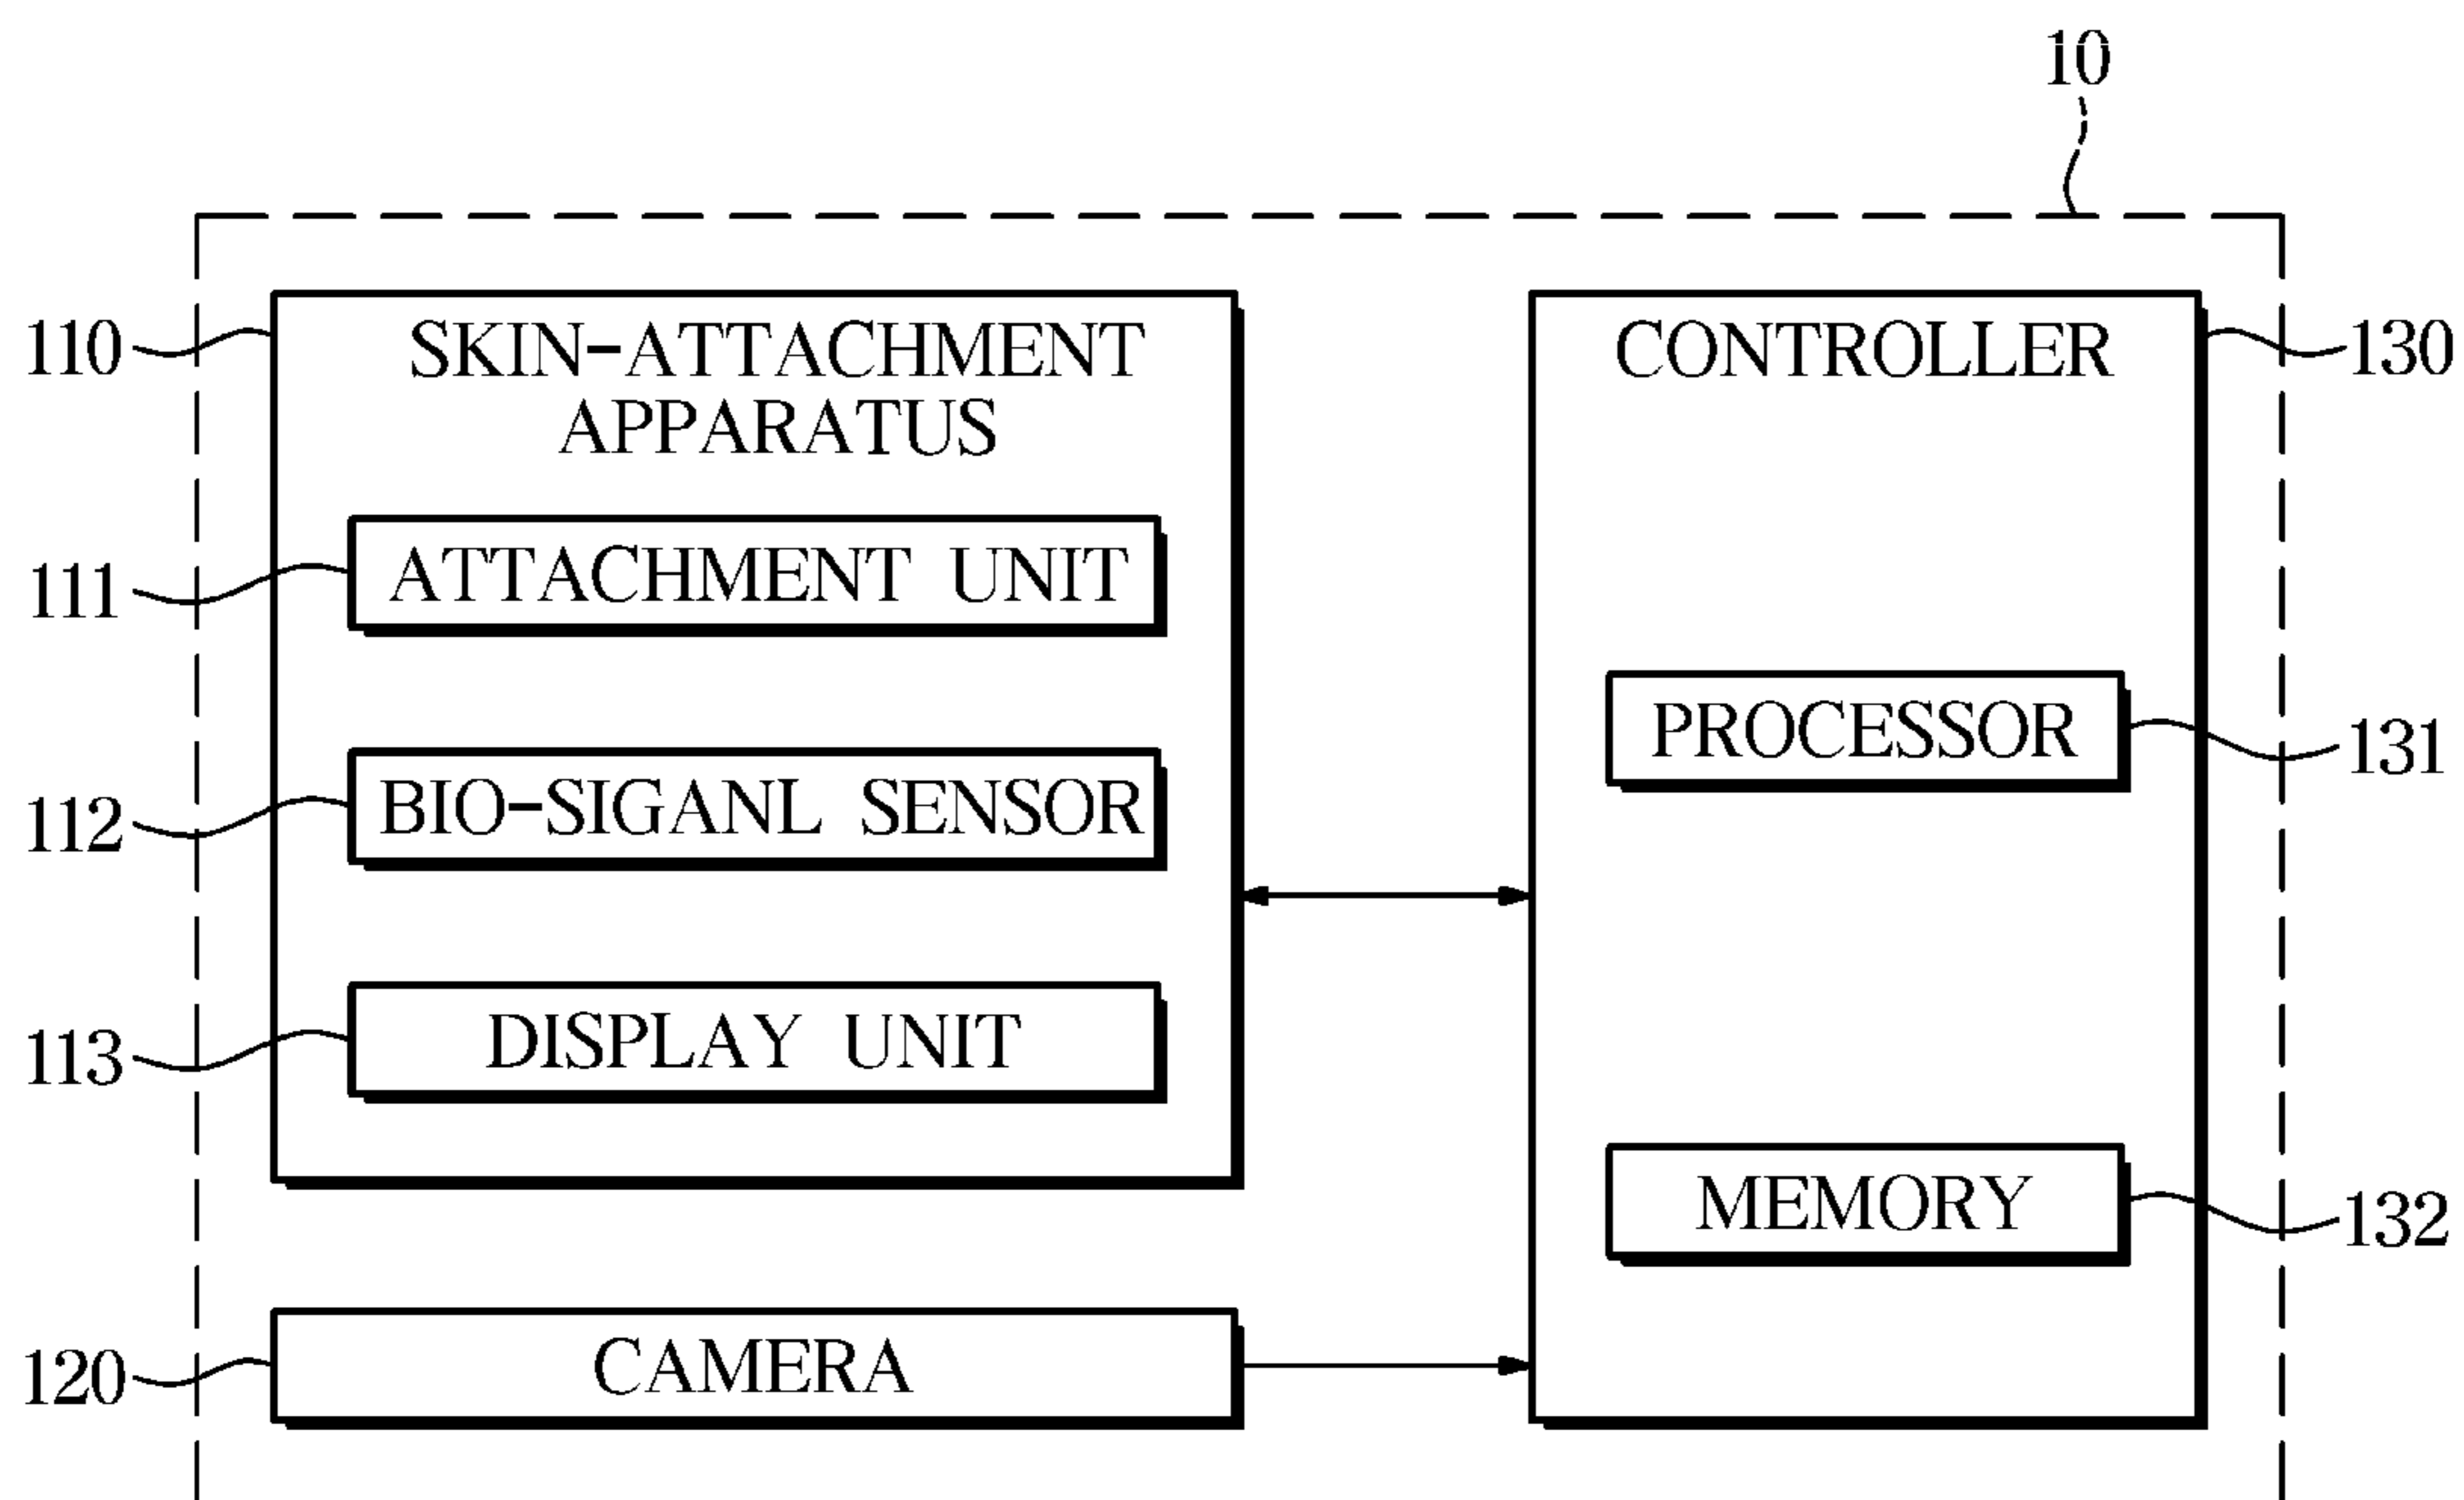 10
110
SKIN-ATTACHMENT
APPARATUS
CONTROLLER
130
111
ATTACHMENT UNIT
PROCESSOR
131
112
BIO-SIGANL SENSOR
113
DISPLAY UNIT
MEMORY
132
120
CAMERA